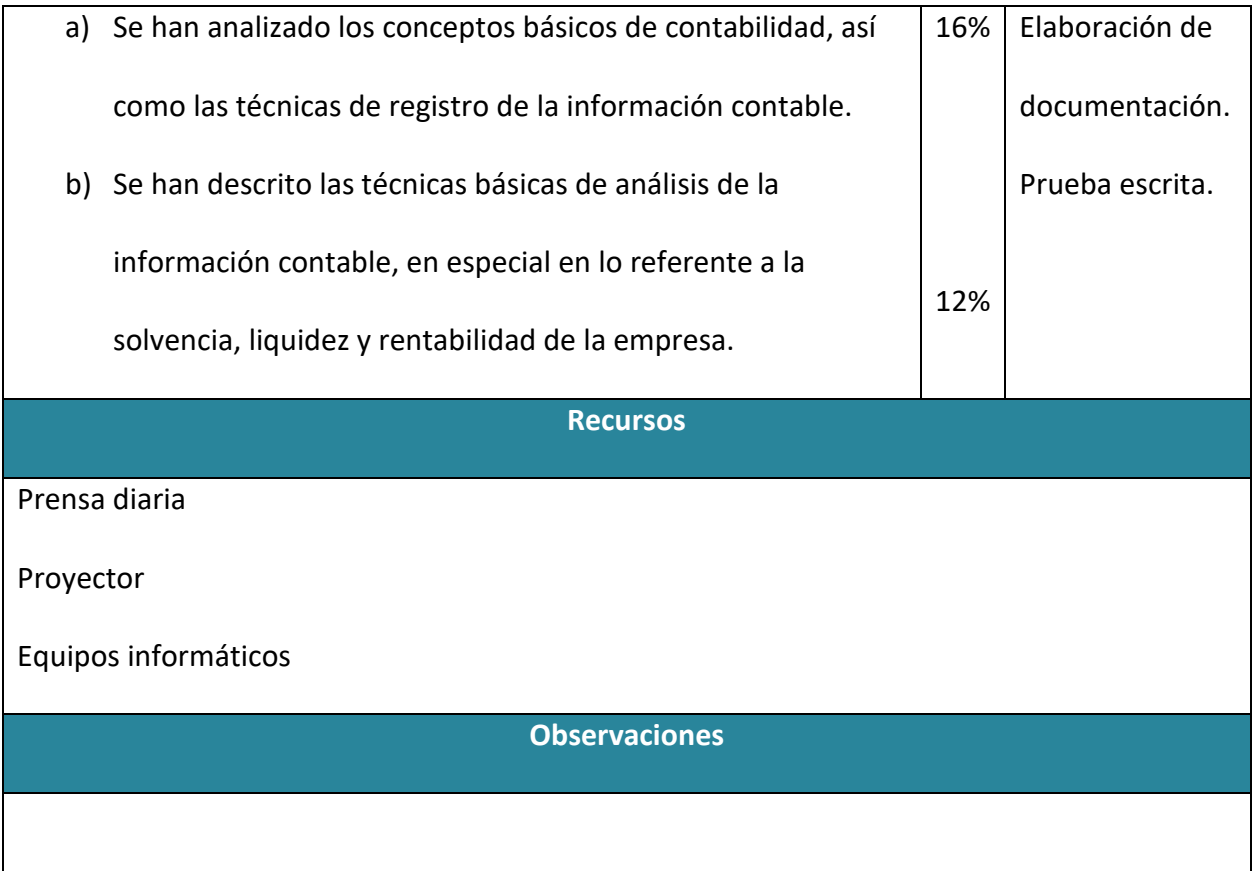 a) Se han analizado los conceptos básicos de contabilidad, así
como las técnicas de registro de la información contable.
b) Se han descrito las técnicas básicas de análisis de la
información contable, en especial en lo referente a la
solvencia, liquidez y rentabilidad de la empresa.
16%
12%
Elaboración de
documentación.
Prueba escrita.
Recursos
Prensa diaria
Proyector
Equipos informáticos
Observaciones